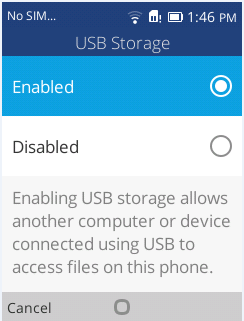 No SIM... 1:46 PM
USB Storage
Enabled
Disabled
Enabling USB storage allows
another computer or device
connected using USB to
access files on this phone.
Cancel